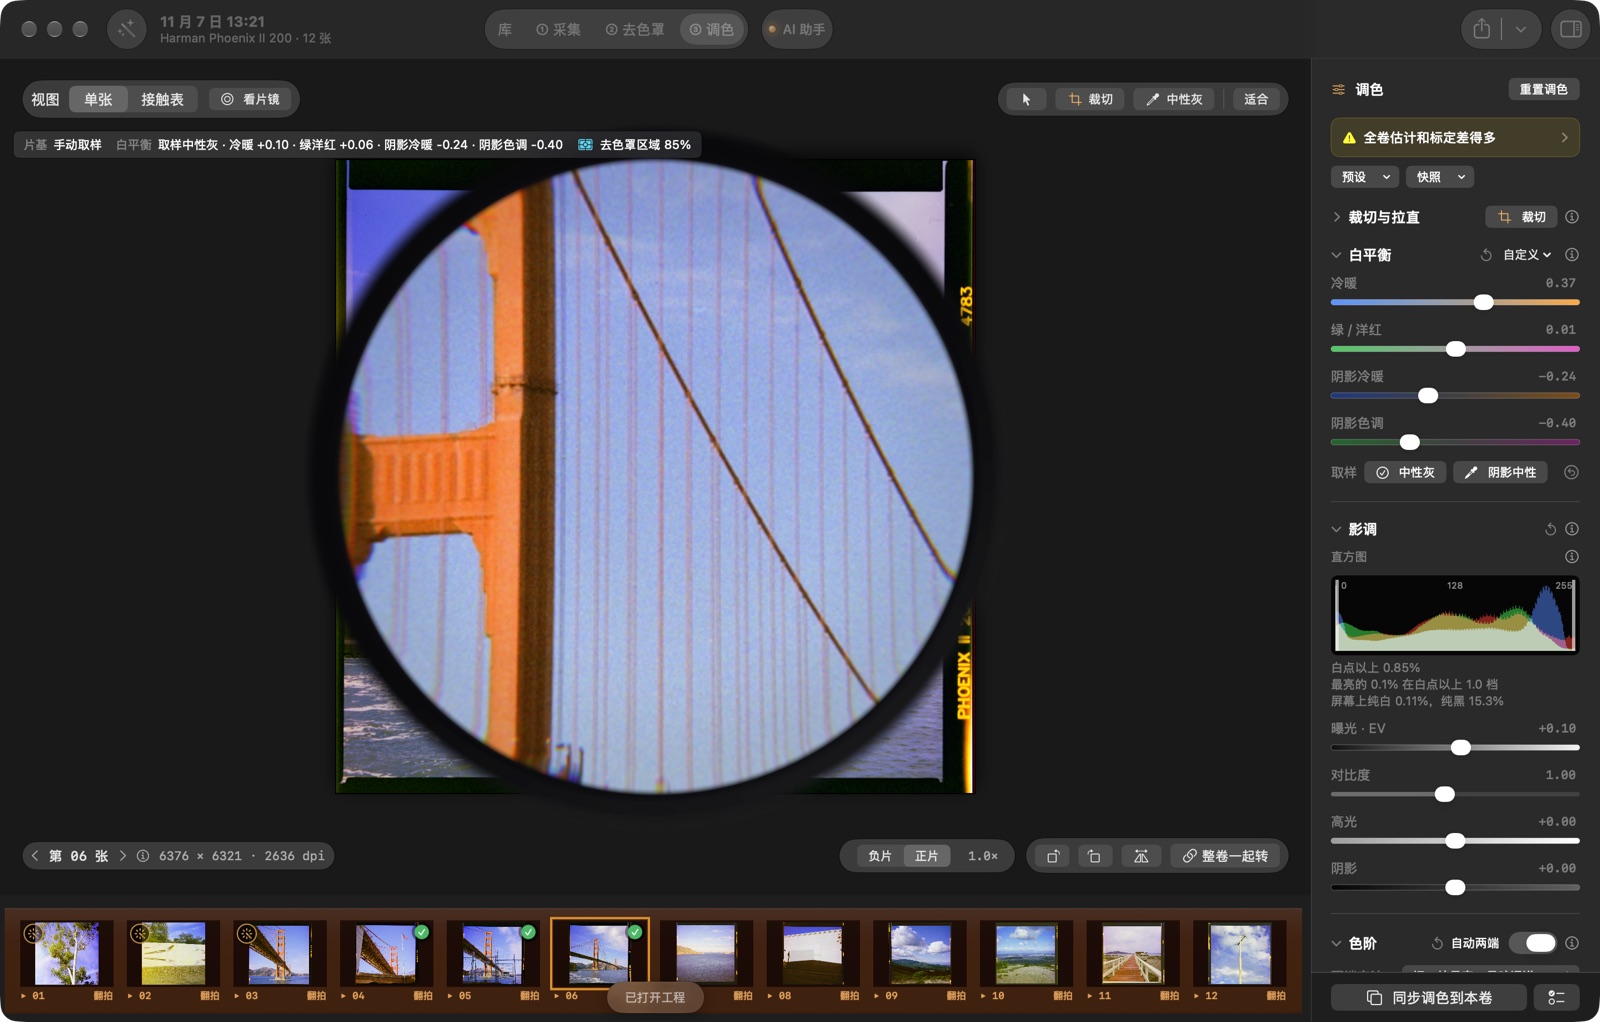 11 月 7 日 13:21
Harman Phoenix II 200 · 12 张
库 ① 采集 ② 去色罩 ③ 调色 AI 助手
视图 单张 接触表 看片镜
裁切 中性灰 适合
片基 手动取样 白平衡 取样中性灰 · 冷暖 +0.10 · 绿洋红 +0.06 · 阴影冷暖 -0.24 · 阴影色调 -0.40 去色罩区域 85%
4783
PHOENIX II
第 06 张 6376 × 6321 · 2636 dpi
负片 正片 1.0×
整卷一起转
01 翻拍
02 翻拍
03 翻拍
04 翻拍
05 翻拍
06
翻拍
08 翻拍
09 翻拍
10 翻拍
11 翻拍
12 翻拍
已打开工程
调色 重置调色
全卷估计和标定差得多
预设 快照
裁切与拉直 裁切
白平衡 自定义
冷暖 0.37
绿 / 洋红 0.01
阴影冷暖 −0.24
阴影色调 −0.40
取样 中性灰 阴影中性
影调
直方图
0 128 255
白点以上 0.85%
最亮的 0.1% 在白点以上 1.0 档
屏幕上纯白 0.11%，纯黑 15.3%
曝光 · EV +0.10
对比度 1.00
高光 +0.00
阴影 +0.00
色阶 自动两端
同步调色到本卷